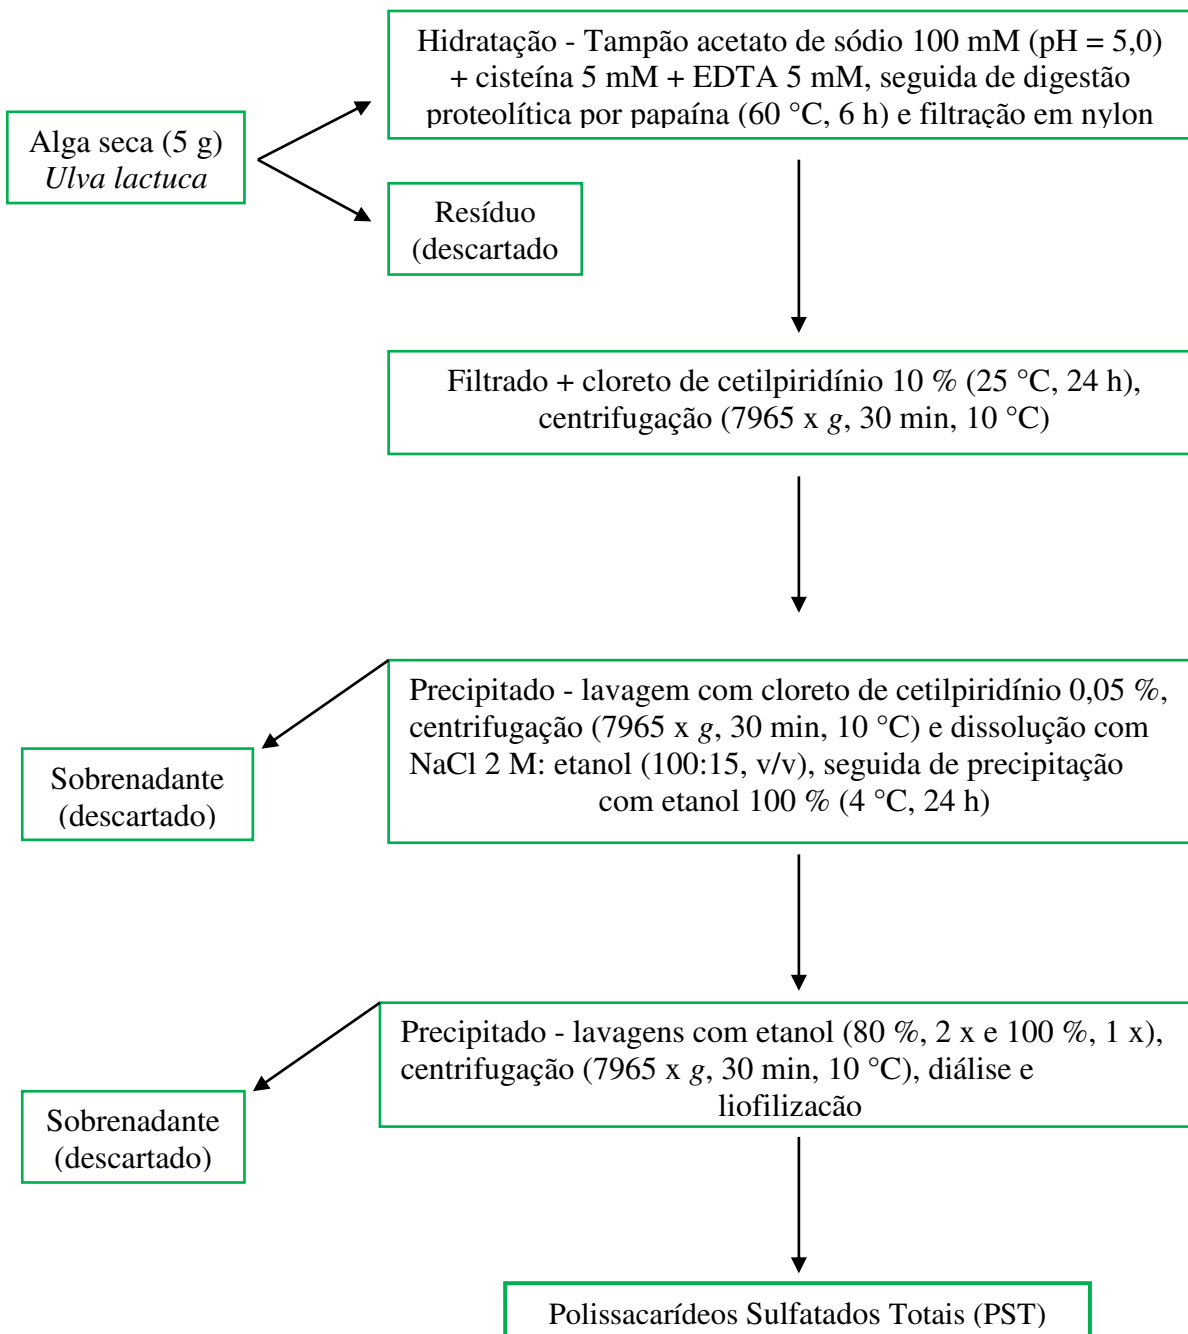 Hidratação - Tampão acetato de sódio 100 mM (pH = 5,0)
+ cisteína 5 mM + EDTA 5 mM, seguida de digestão
proteolítica por papaína (60 °C, 6 h) e filtração em nylon
Alga seca (5 g)
Ulva lactuca
Resíduo
(descartado
Filtrado + cloreto de cetilpiridínio 10 % (25 °C, 24 h),
centrifugação (7965 x g, 30 min, 10 °C)
Precipitado - lavagem com cloreto de cetilpiridínio 0,05 %,
centrifugação (7965 x g, 30 min, 10 °C) e dissolução com
NaCl 2 M: etanol (100:15, v/v), seguida de precipitação
com etanol 100 % (4 °C, 24 h)
Sobrenadante
(descartado)
Precipitado - lavagens com etanol (80 %, 2 x e 100 %, 1 x),
centrifugação (7965 x g, 30 min, 10 °C), diálise e
liofilizacão
Sobrenadante
(descartado)
Polissacarídeos Sulfatados Totais (PST)